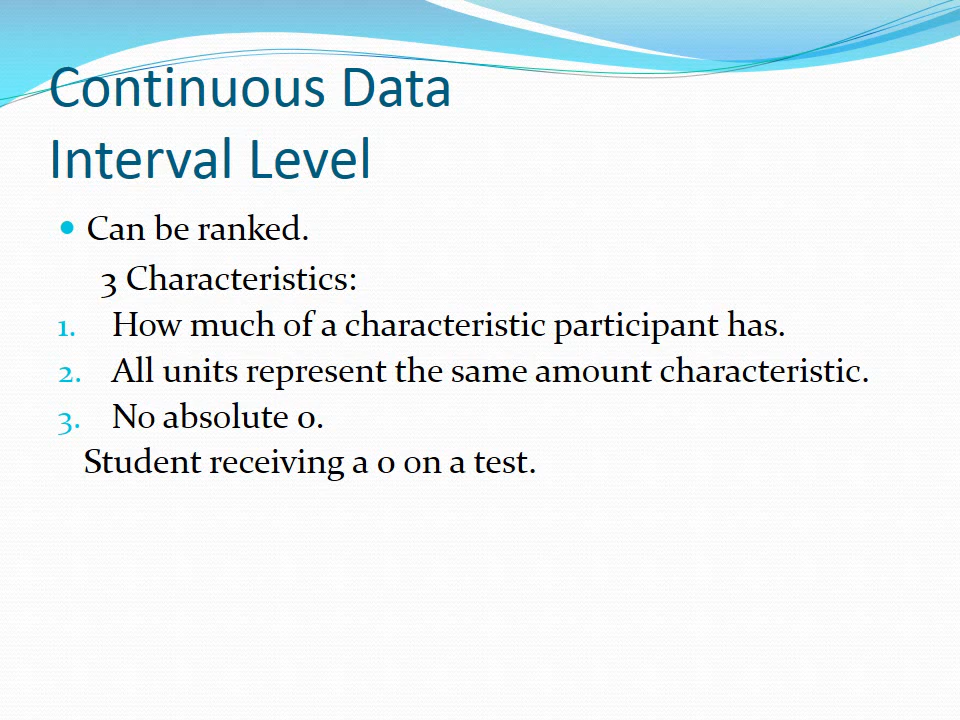 Continuous Data
Interval Level
• Can be ranked.
3 Characteristics:
1. How much of a characteristic participant has.
2. All units represent the same amount characteristic.
3. No absolute 0.
Student receiving a 0 on a test.